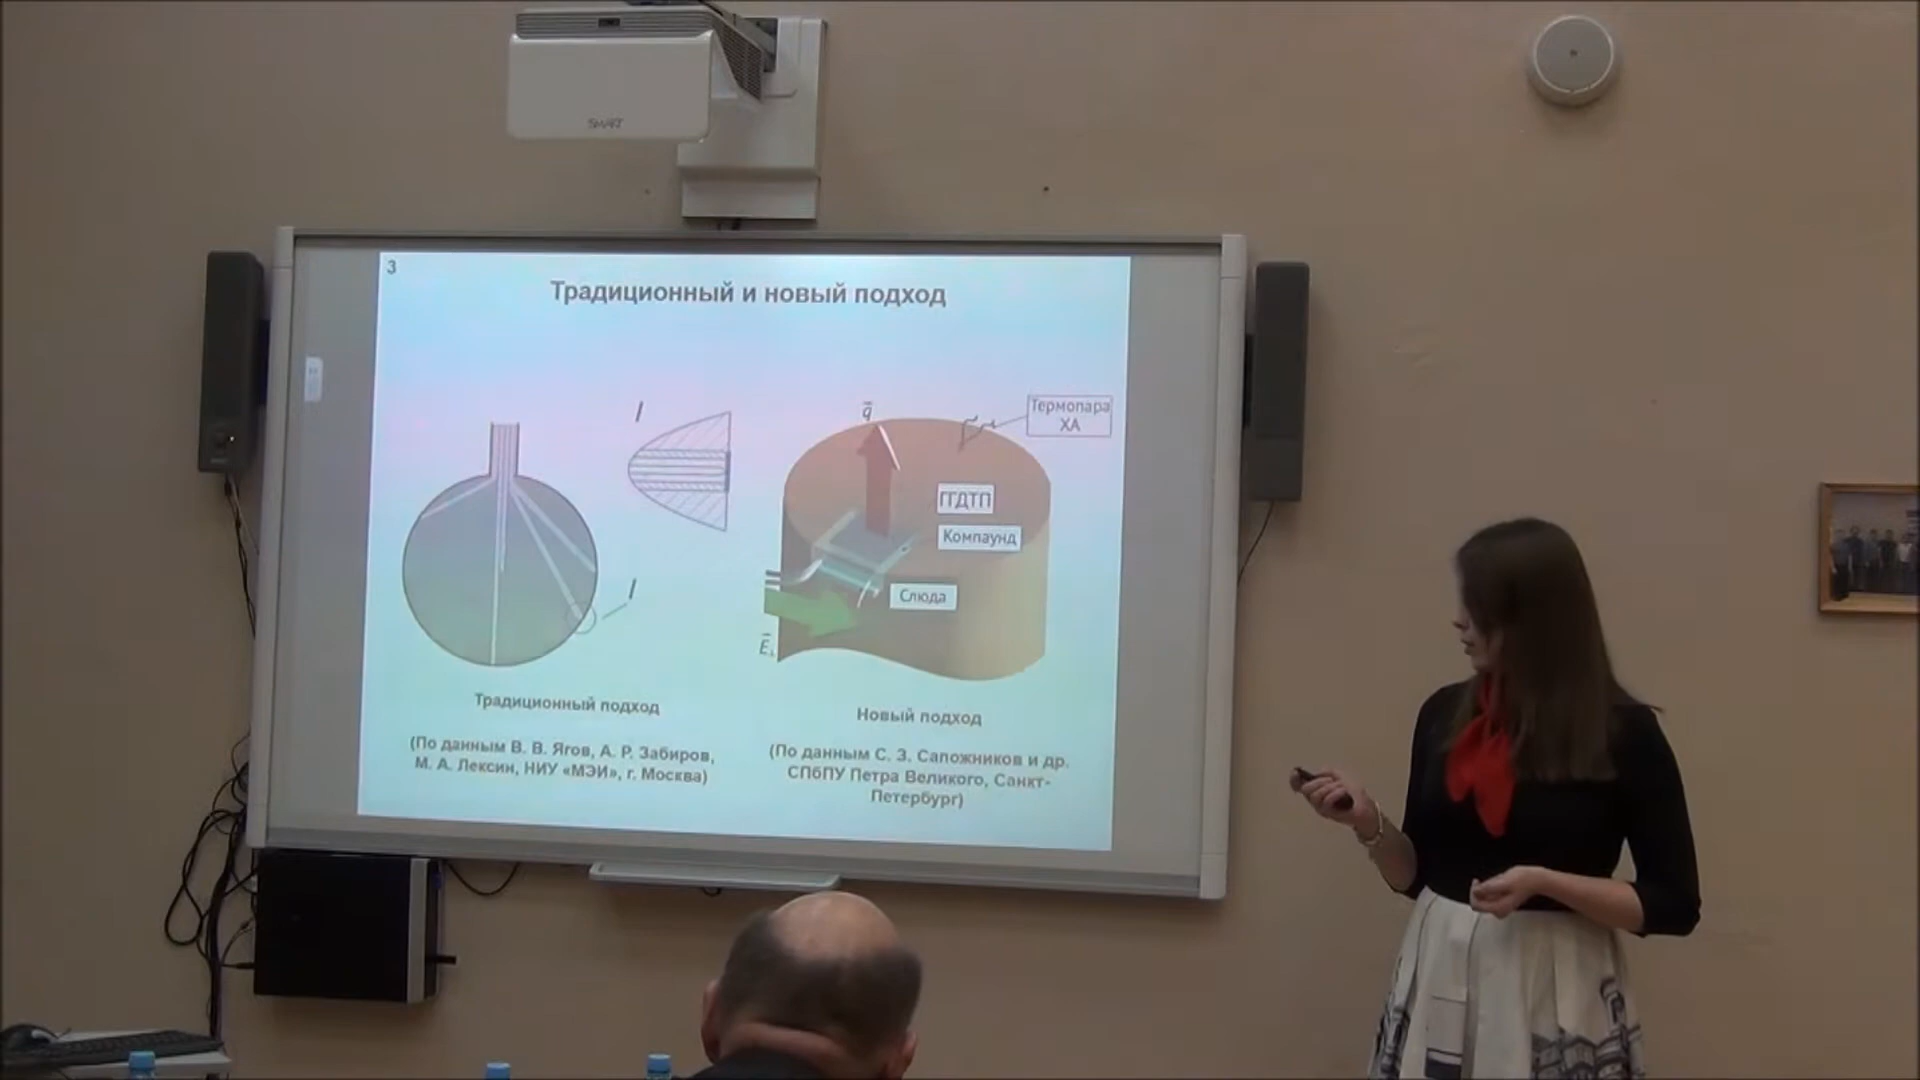 SMART
3
Традиционный и новый подход
I
q̅
Термопара
ХА
ГГДТП
Компаунд
I
Слюда
E̅
Традиционный подход
(По данным В. В. Ягов, А. Р. Забиров,
М. А. Лексин, НИУ «МЭИ», г. Москва)
Новый подход
(По данным С. З. Сапожников и др.
СПбПУ Петра Великого, Санкт-
Петербург)